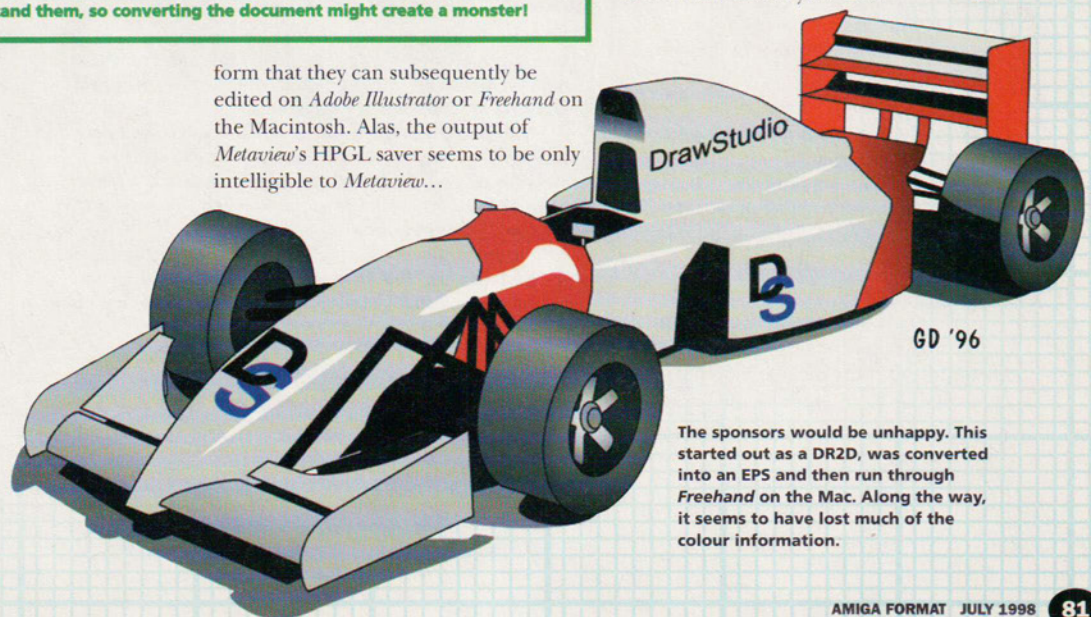 and them, so converting the document might create a monster!
form that they can subsequently be
edited on Adobe Illustrator or Freehand on
the Macintosh. Alas, the output of
Metaview's HPGL saver seems to be only
intelligible to Metaview...
DrawStudio
DS
DS
GD '96
The sponsors would be unhappy. This
started out as a DR2D, was converted
into an EPS and then run through
Freehand on the Mac. Along the way,
it seems to have lost much of the
colour information.
AMIGA FORMAT JULY 1998 81